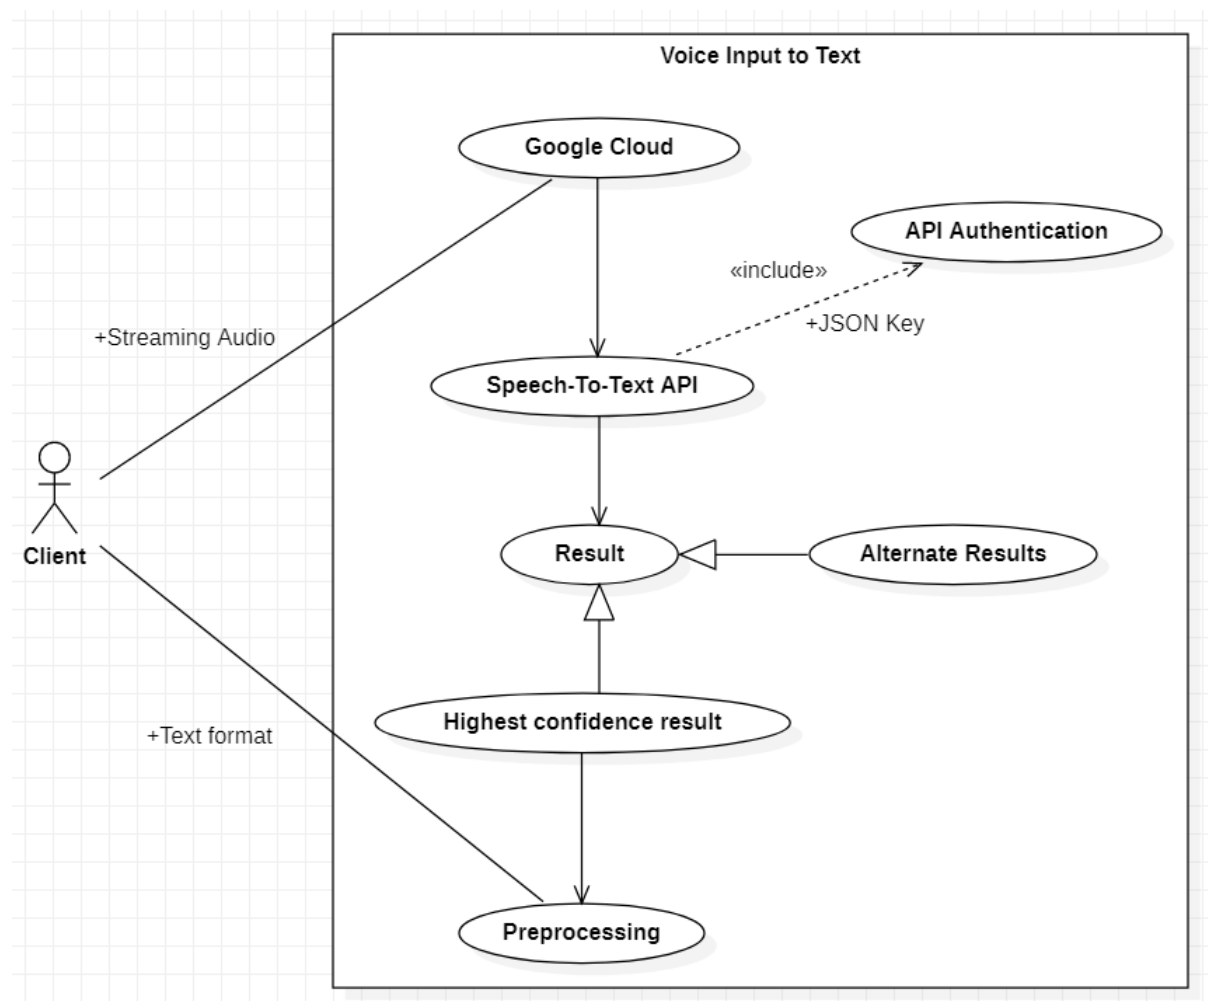 Voice Input to Text
Google Cloud
API Authentication
«include»
+JSON Key
+Streaming Audio
Speech-To-Text API
Client
Result
Alternate Results
Highest confidence result
+Text format
Preprocessing